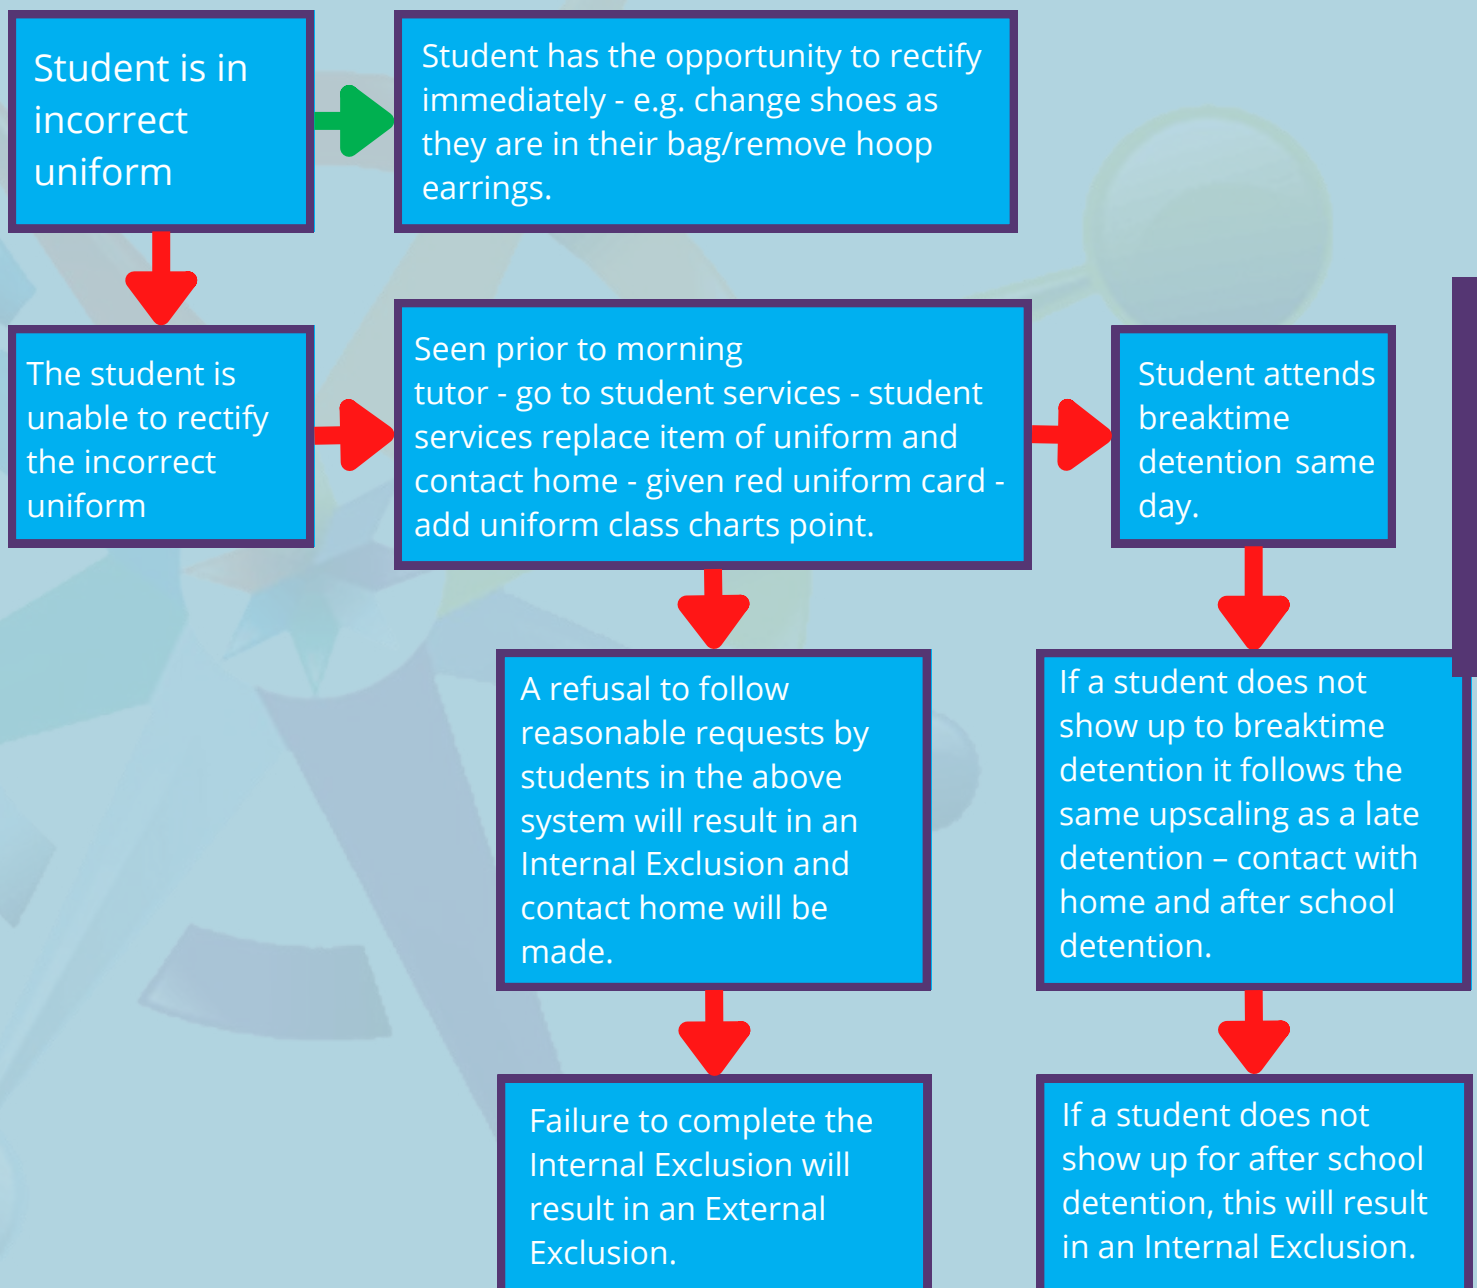 Student is in
incorrect
uniform
Student has the opportunity to rectify
immediately - e.g. change shoes as
they are in their bag/remove hoop
earrings.
The student is
unable to rectify
the incorrect
uniform
Seen prior to morning
tutor - go to student services - student
services replace item of uniform and
contact home - given red uniform card -
add uniform class charts point.
Student attends
breaktime
detention same
day.
A refusal to follow
reasonable requests by
students in the above
system will result in an
Internal Exclusion and
contact home will be
made.
If a student does not
show up to breaktime
detention it follows the
same upscaling as a late
detention – contact with
home and after school
detention.
Failure to complete the
Internal Exclusion will
result in an External
Exclusion.
If a student does not
show up for after school
detention, this will result
in an Internal Exclusion.